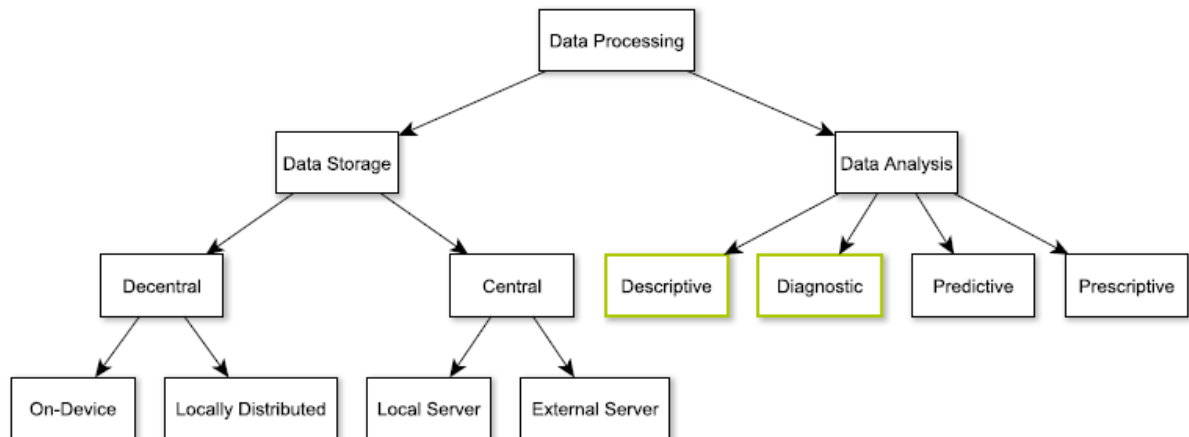 Data Processing
Data Storage
Data Analysis
Decentral
Central
Descriptive
Diagnostic
Predictive
Prescriptive
On-Device
Locally Distributed
Local Server
External Server